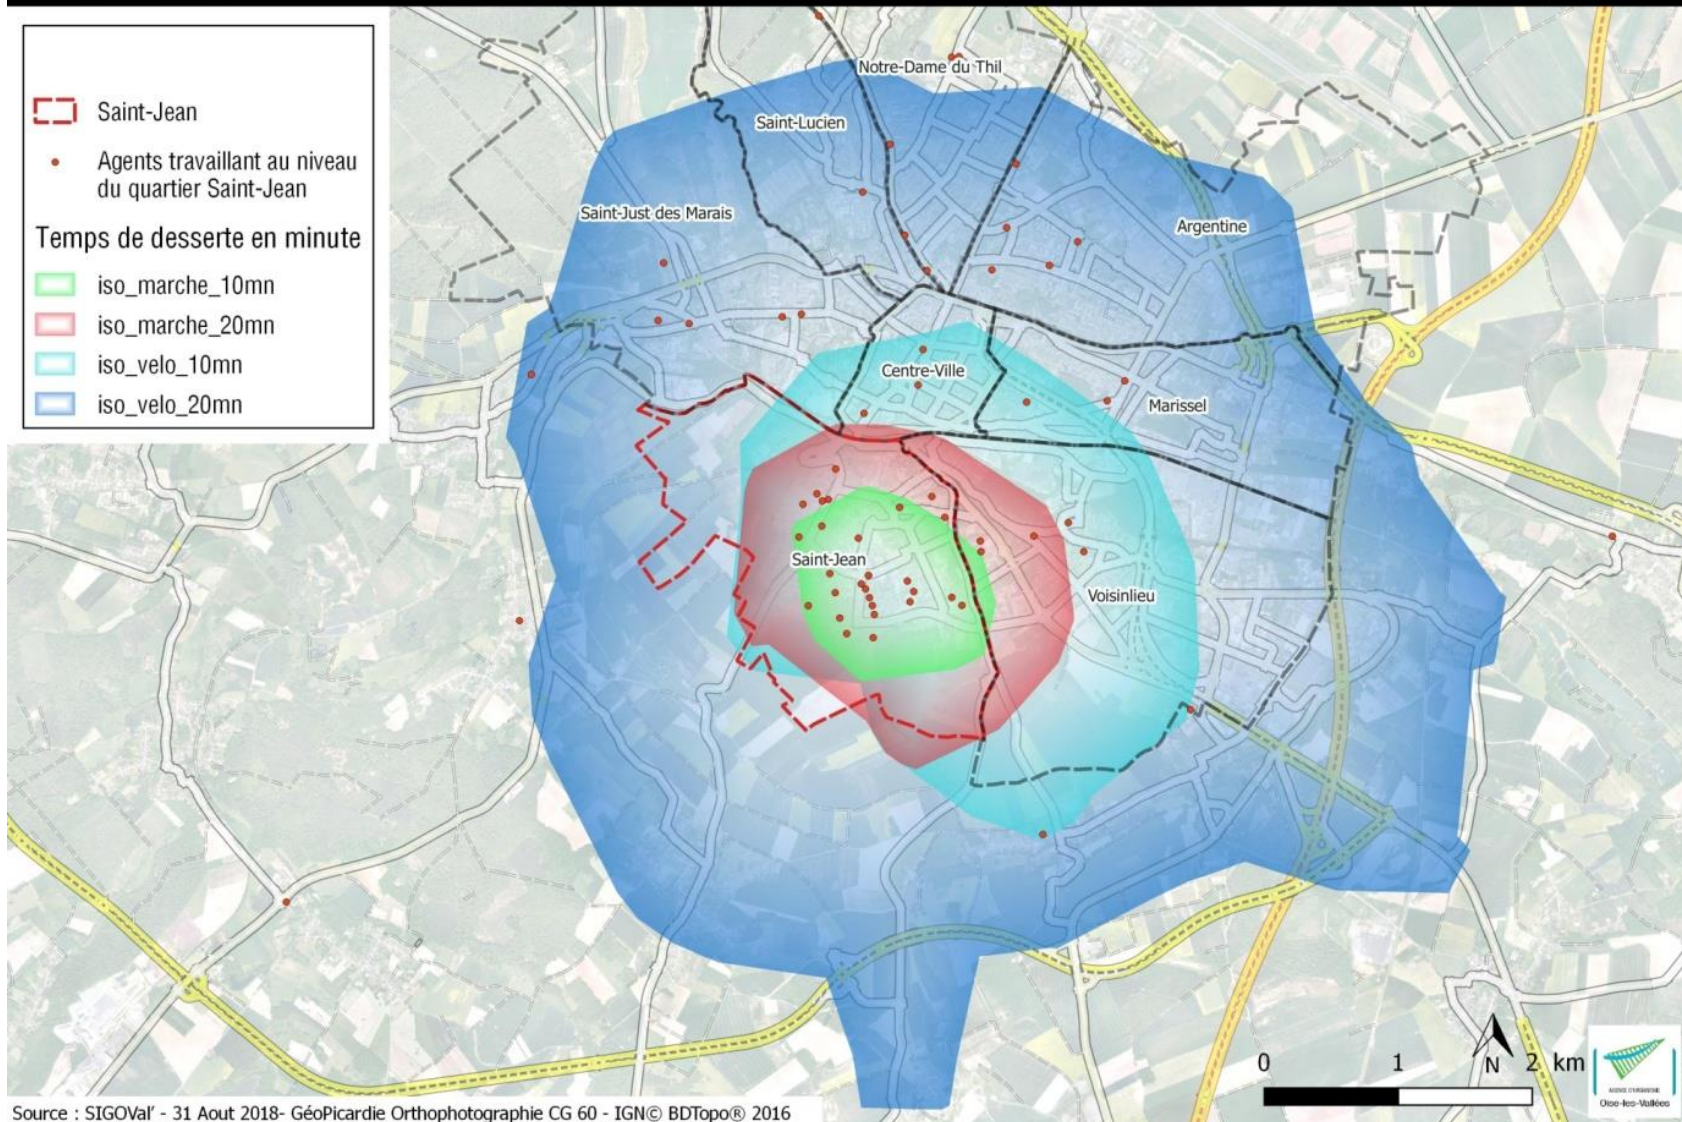 Saint-Jean
Agents travaillant au niveau
du quartier Saint-Jean
Temps de desserte en minute
iso_marche_10mn
iso_marche_20mn
iso_velo_10mn
iso_velo_20mn
Notre-Dame du Thil
Saint-Lucien
Saint-Just des Marais
Argentine
Centre-Ville
Marissel
Saint-Jean
Voisinlieu
0 1 2 km
N
AGENCE D'URBANISME
Oise-les-Vallées
Source : SIGOVal' - 31 Aout 2018- GéoPicardie Orthophotographie CG 60 - IGN© BDTopo® 2016